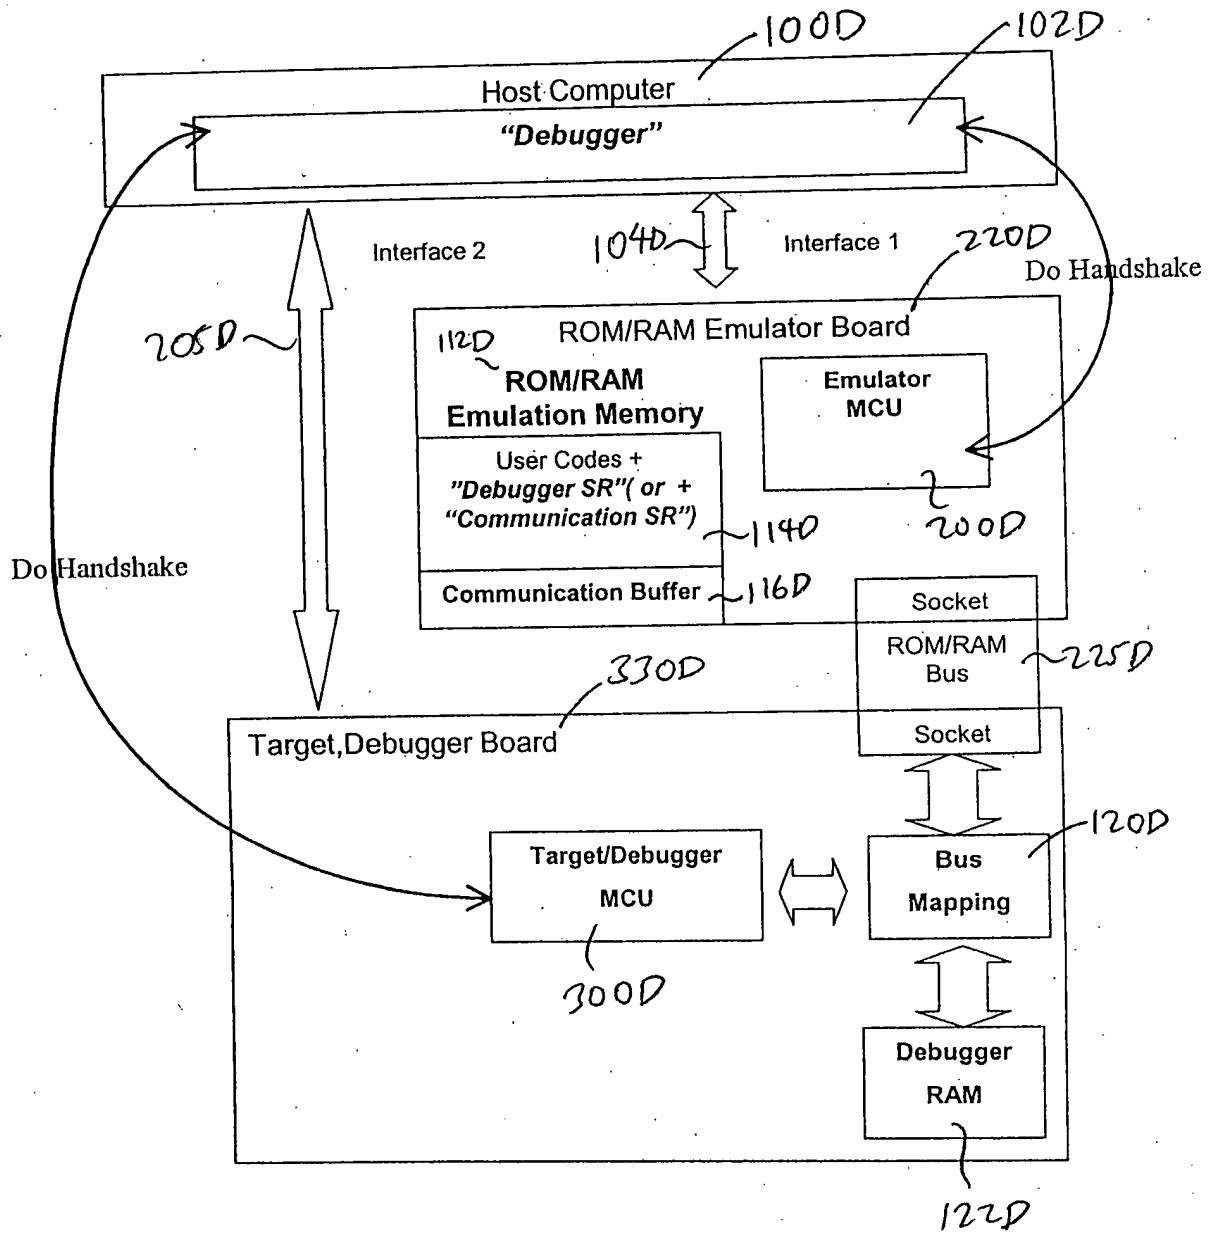 100D
102D
Host Computer
"Debugger"
Interface 2
104D
Interface 1
220D
Do Handshake
205D
ROM/RAM Emulator Board
112D
ROM/RAM
Emulation Memory
Emulator
MCU
User Codes +
"Debugger SR"( or +
"Communication SR")
114D
200D
Do Handshake
Communication Buffer
116D
Socket
ROM/RAM
Bus
225D
330D
Target,Debugger Board
Socket
120D
Target/Debugger
MCU
Bus
Mapping
300D
Debugger
RAM
122D